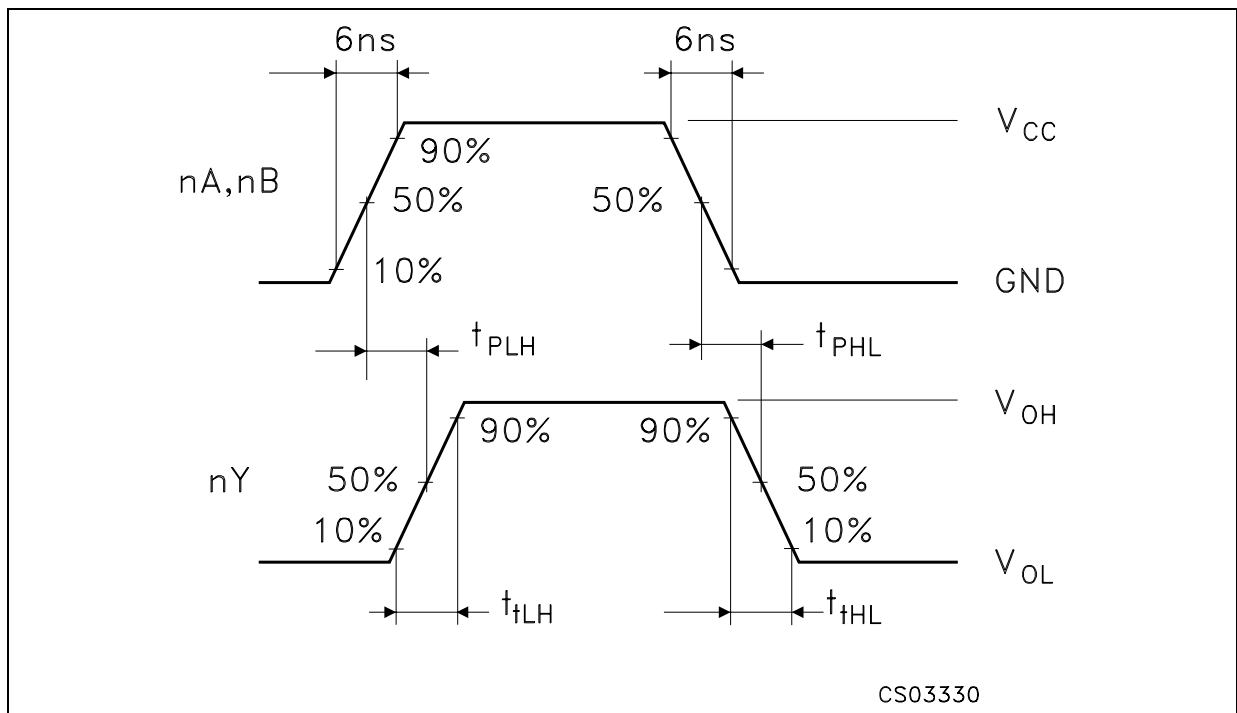 6ns 6ns
V_CC
90%
nA,nB
50% 50%
10%
GND
t_PLH t_PHL
V_OH
90% 90%
nY
50% 50%
10% 10%
V_OL
t_tLH t_tHL
CS03330